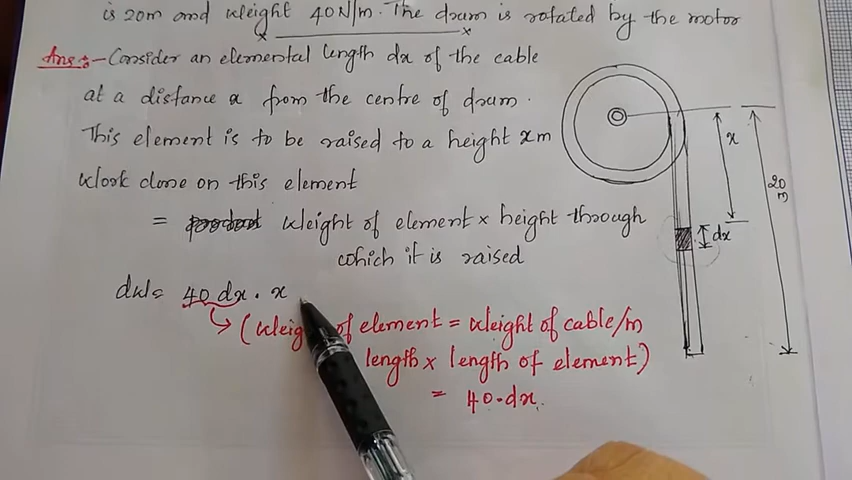 is 20m and weight 40N/m. The drum is rotated by the motor
Ans:- Consider an elemental length dx of the cable
at a distance x from the centre of drum.
This element is to be raised to a height x m
Work done on this element
= weight of element × height through
which it is raised
dw= 40 dx . x
(weight of element = weight of cable/m
length × length of element)
= 40.dx.
x
20m
dx